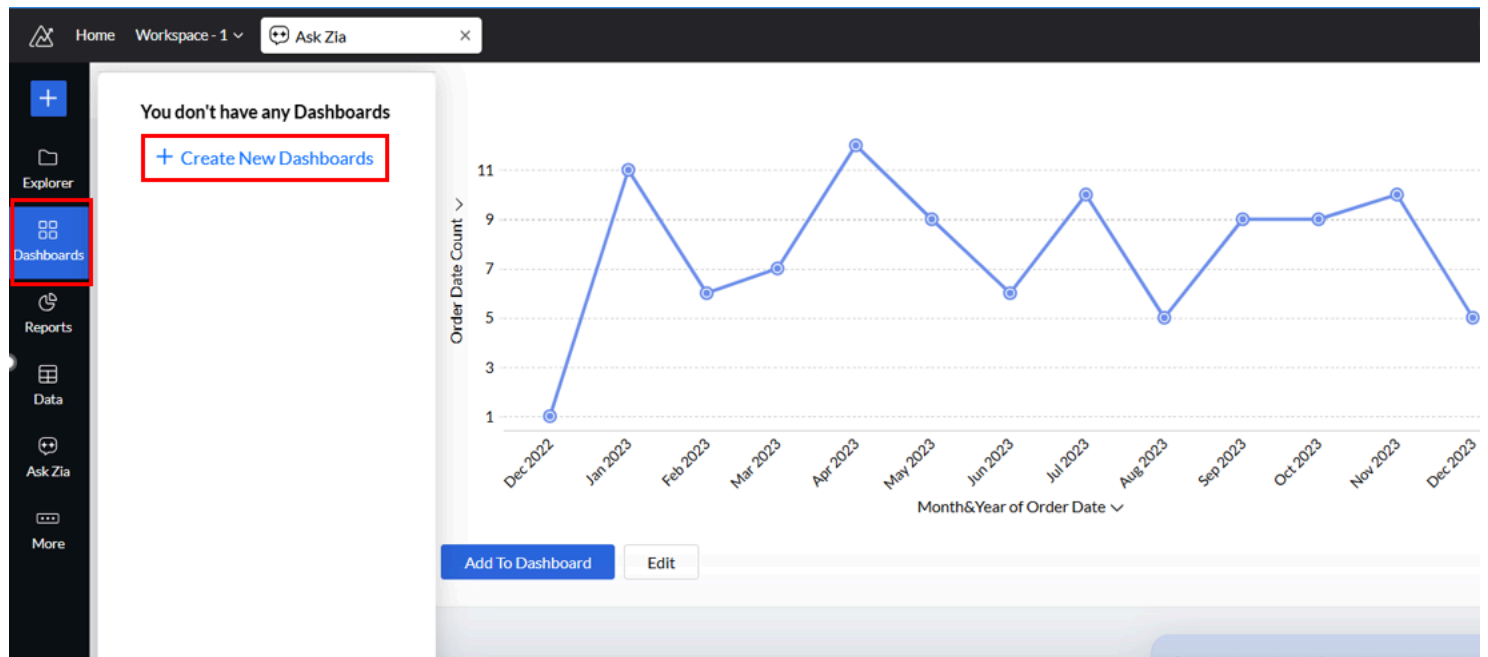 Home Workspace - 1 Ask Zia ×
You don't have any Dashboards
+ Create New Dashboards
Explorer
Dashboards
Reports
Data
Ask Zia
More
Order Date Count
11
9
7
5
3
1
Dec 2022 Jan 2023 Feb 2023 Mar 2023 Apr 2023 May 2023 Jun 2023 Jul 2023 Aug 2023 Sep 2023 Oct 2023 Nov 2023 Dec 2023
Month&Year of Order Date
Add To Dashboard Edit